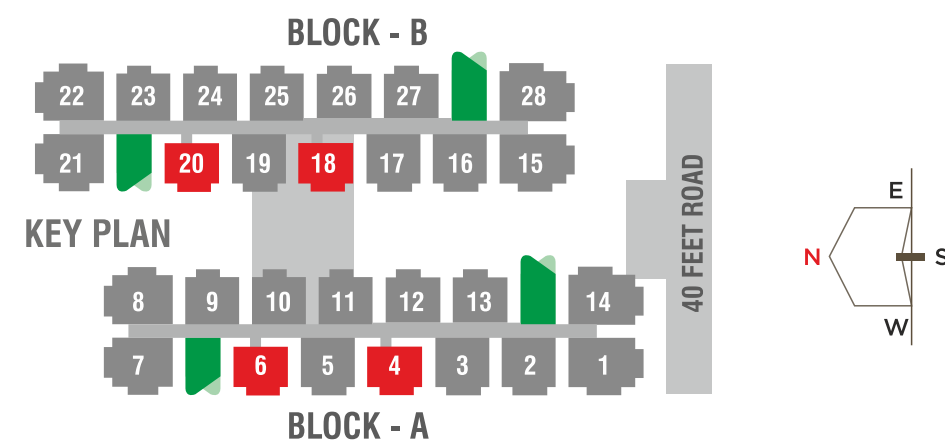 BLOCK - B
22 23 24 25 26 27 28
21 20 19 18 17 16 15
KEY PLAN
8 9 10 11 12 13 14
7 6 5 4 3 2 1
BLOCK - A
40 FEET ROAD
E
N S
W